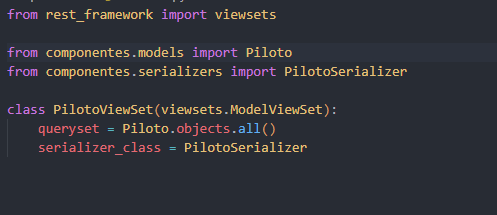 from rest_framework import viewsets
from componentes.models import Piloto
from componentes.serializers import PilotoSerializer
class PilotoViewSet(viewsets.ModelViewSet):
    queryset = Piloto.objects.all()
    serializer_class = PilotoSerializer